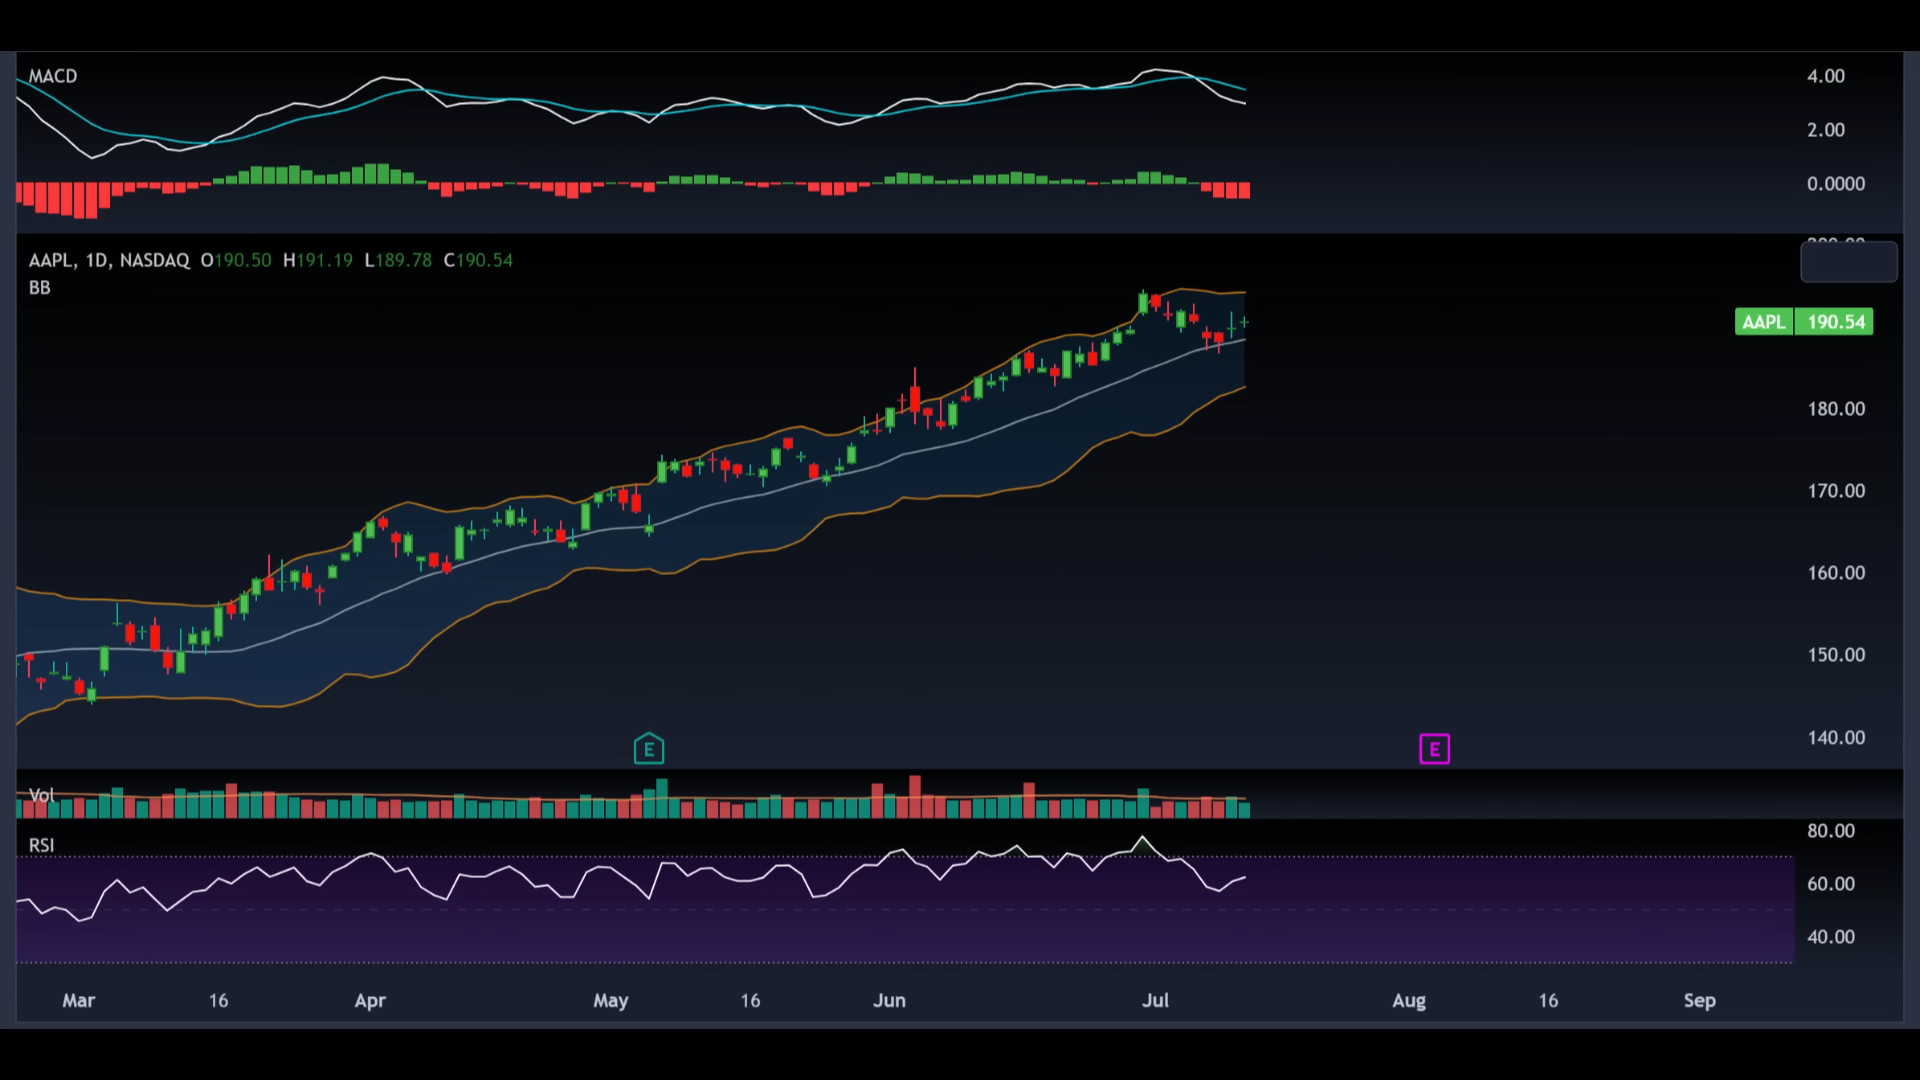 MACD
4.00
2.00
0.0000
AAPL, 1D, NASDAQ O190.50 H191.19 L189.78 C190.54
BB
AAPL 190.54
180.00
170.00
160.00
150.00
140.00
E E
Vol
80.00
RSI
60.00
40.00
Mar 16 Apr May 16 Jun Jul Aug 16 Sep